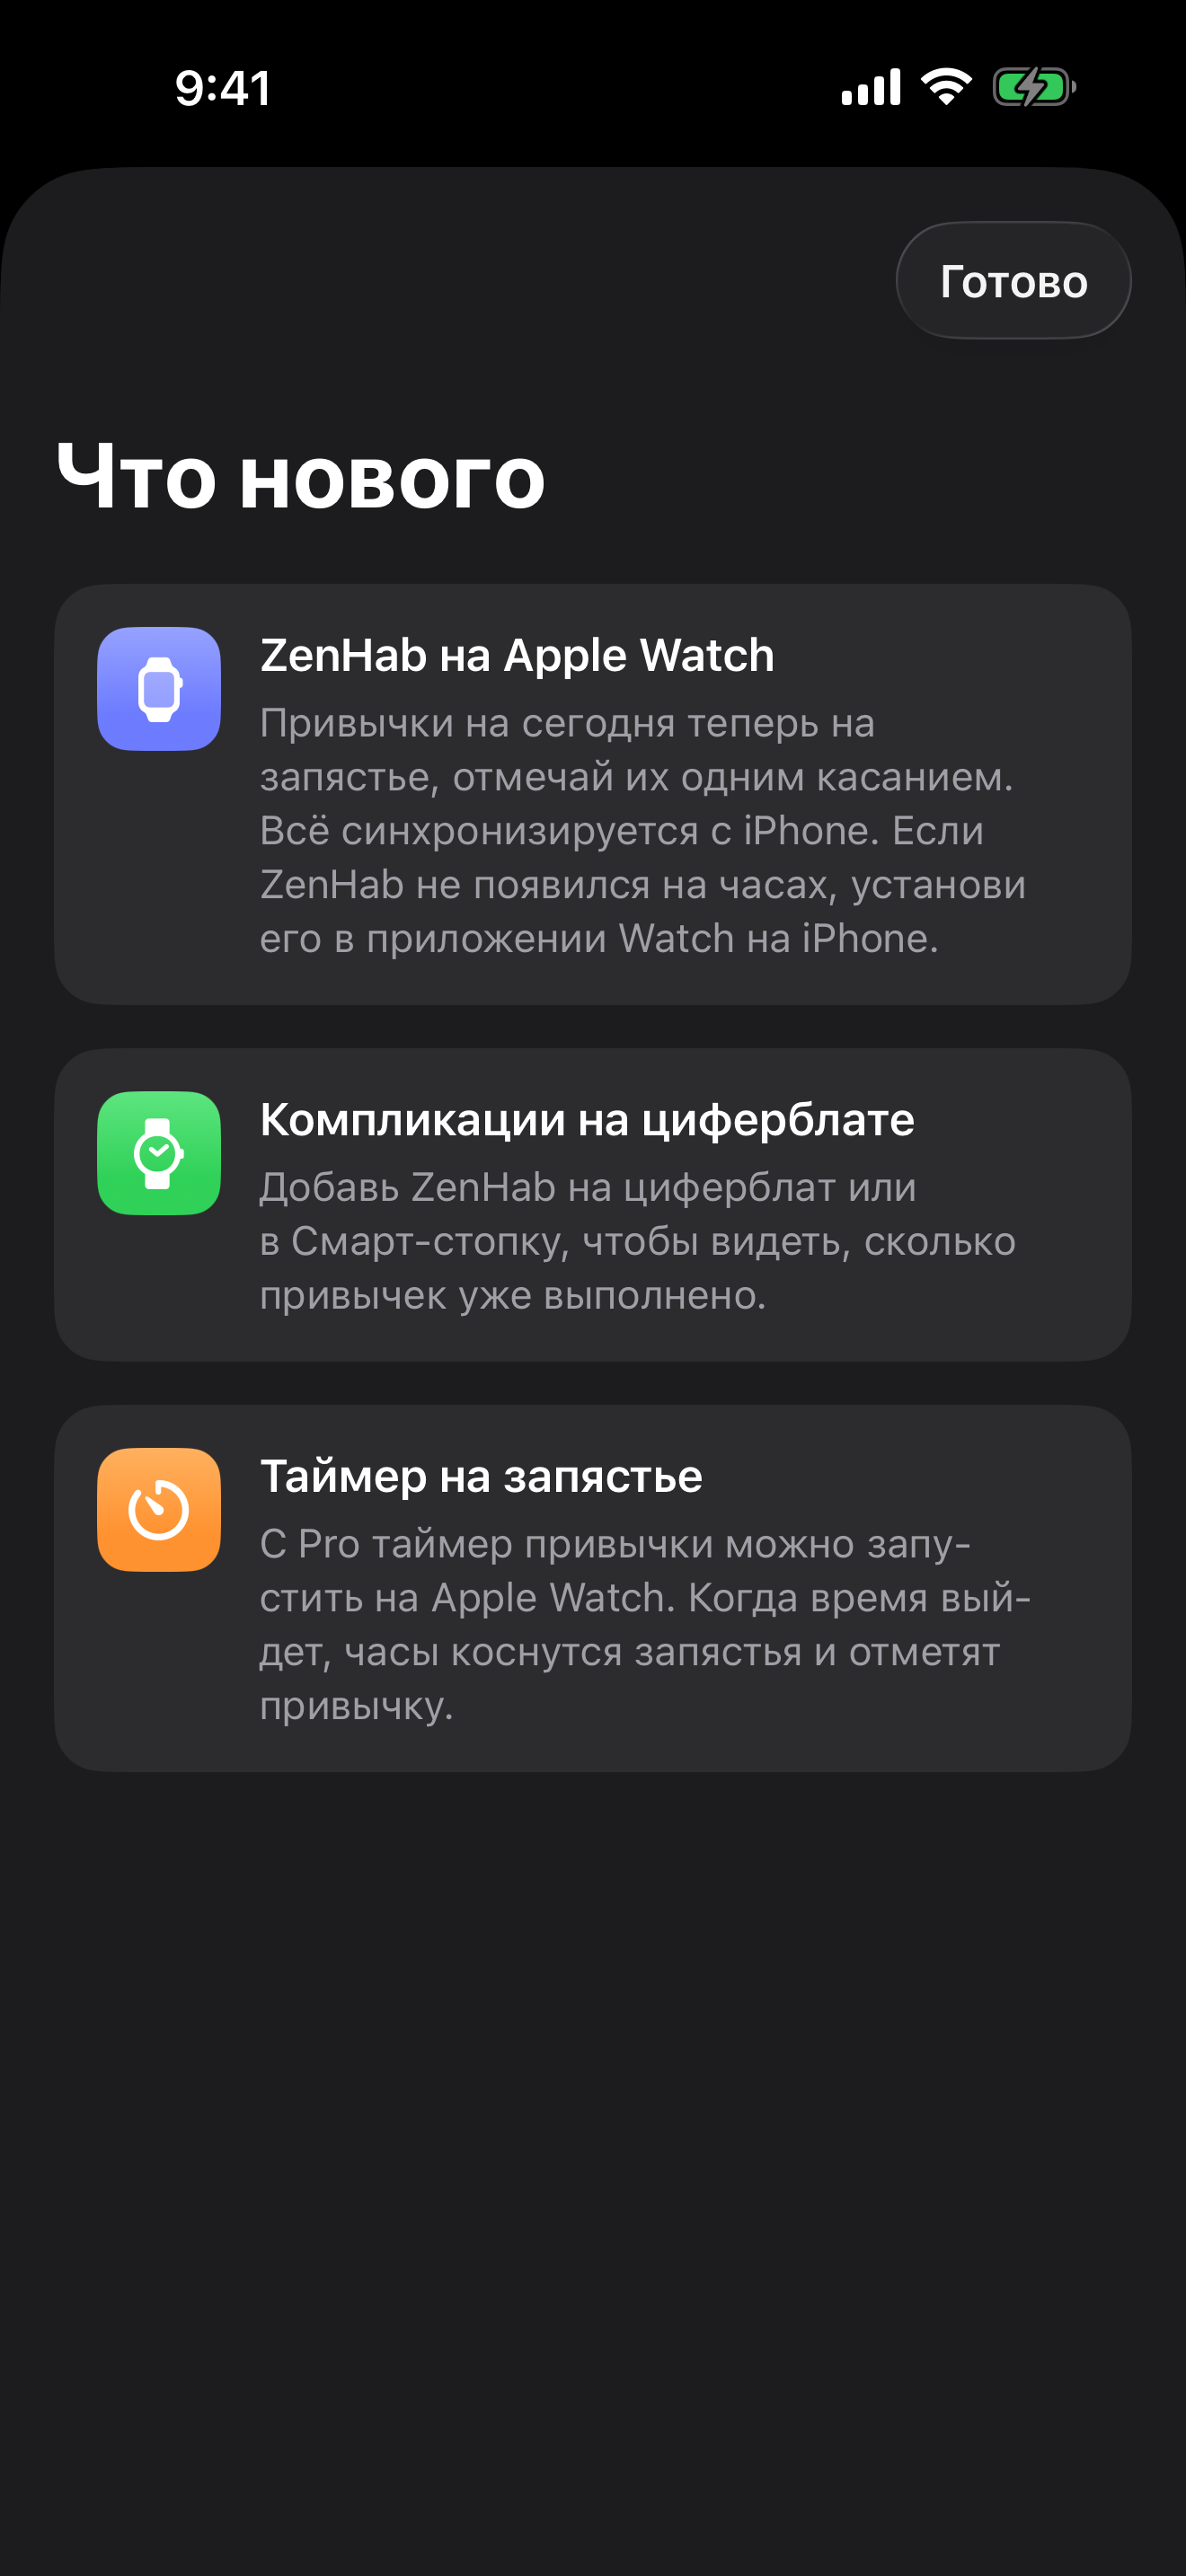 9:41
Готово
Что нового
ZenHab на Apple Watch
Привычки на сегодня теперь на
запястье, отмечай их одним касанием.
Всё синхронизируется с iPhone. Если
ZenHab не появился на часах, установи
его в приложении Watch на iPhone.
Компликации на циферблате
Добавь ZenHab на циферблат или
в Смарт-стопку, чтобы видеть, сколько
привычек уже выполнено.
Таймер на запястье
С Pro таймер привычки можно запу-
стить на Apple Watch. Когда время вый-
дет, часы коснутся запястья и отметят
привычку.